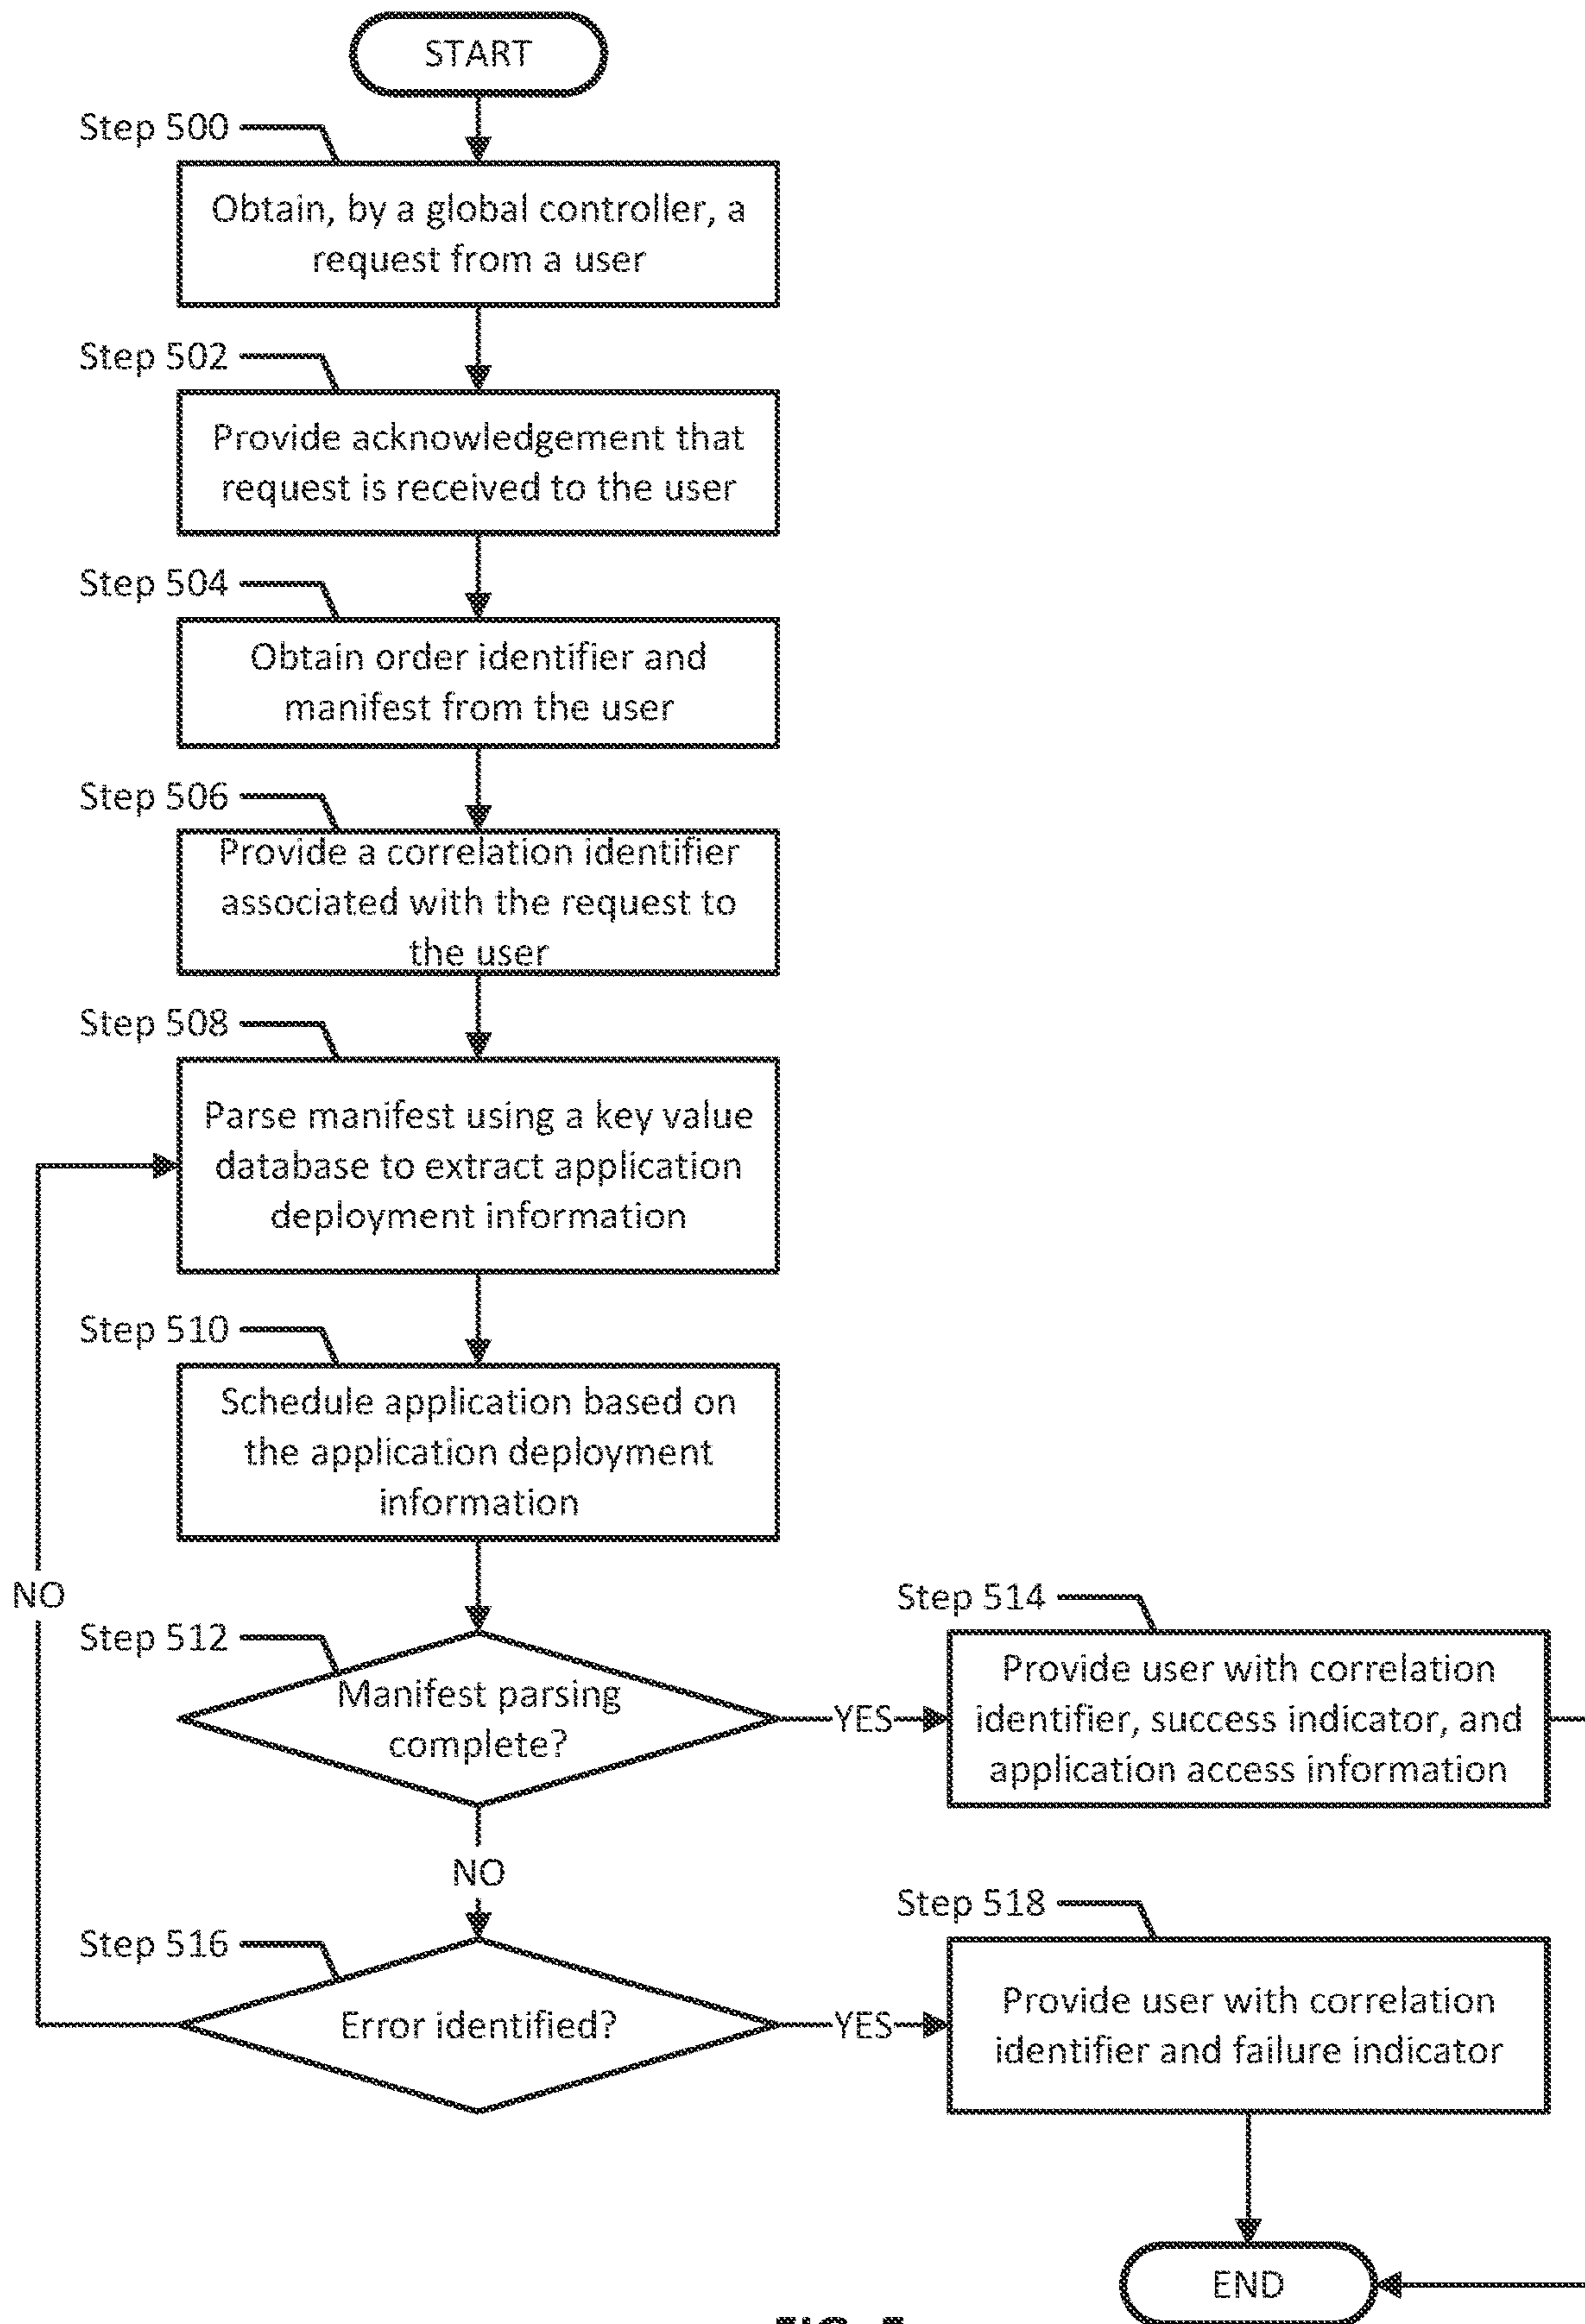 START
Step 500
Obtain, by a global controller, a
request from a user
Step 502
Provide acknowledgement that
request is received to the user
Step 504
Obtain order identifier and
manifest from the user
Step 506
Provide a correlation identifier
associated with the request to
the user
Step 508
Parse manifest using a key value
database to extract application
deployment information
Step 510
Schedule application based on
the application deployment
information
NO
Step 512
Manifest parsing
complete?
YES
Step 514
Provide user with correlation
identifier, success indicator, and
application access information
NO
Step 516
Error identified?
YES
Step 518
Provide user with correlation
identifier and failure indicator
END